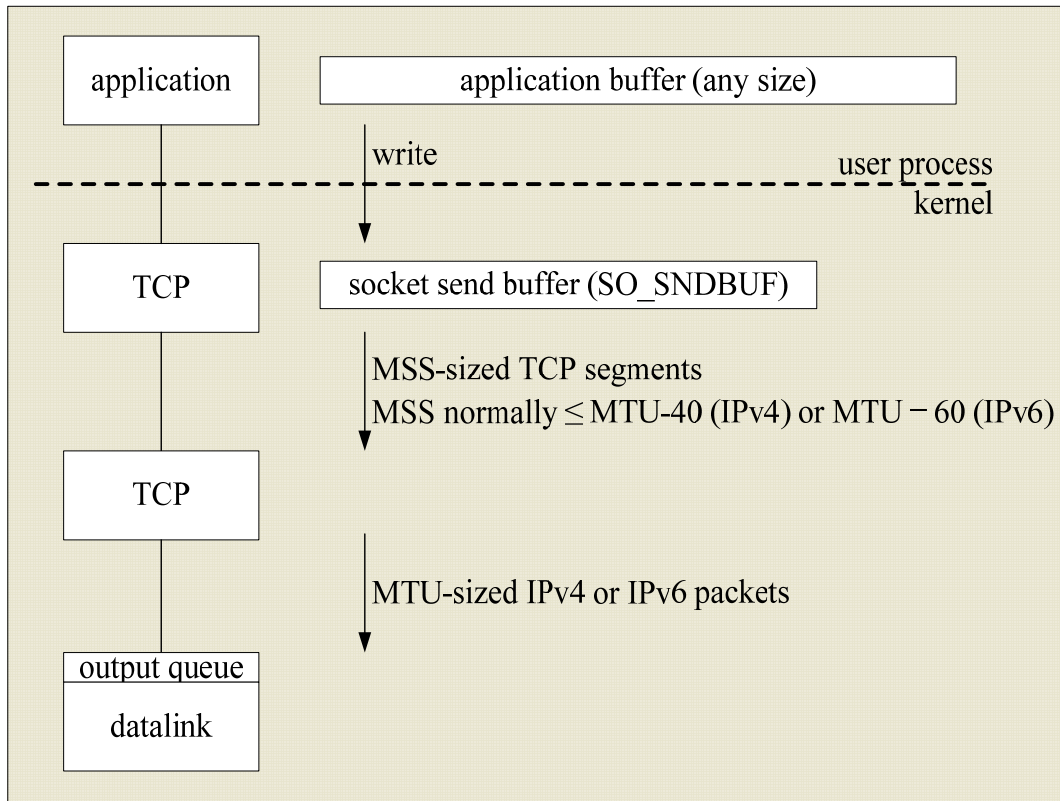 application
application buffer (any size)
write
user process
kernel
TCP
socket send buffer (SO_SNDBUF)
MSS-sized TCP segments
MSS normally ≤ MTU-40 (IPv4) or MTU − 60 (IPv6)
TCP
MTU-sized IPv4 or IPv6 packets
output queue
datalink